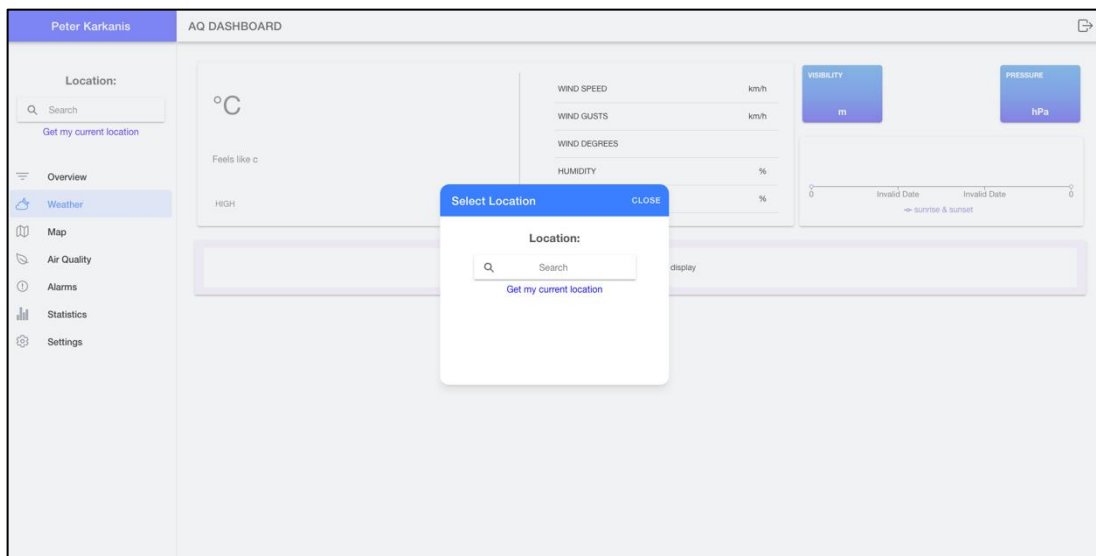 Peter Karkanis
AQ DASHBOARD
Location:
Search
Get my current location
Overview
Weather
Map
Air Quality
Alarms
Statistics
Settings
°C
Feels like c
HIGH
WIND SPEED km/h
WIND GUSTS km/h
WIND DEGREES
HUMIDITY %
%
VISIBILITY
m
PRESSURE
hPa
0 Invalid Date Invalid Date 0
sunrise & sunset
display
Select Location CLOSE
Location:
Search
Get my current location